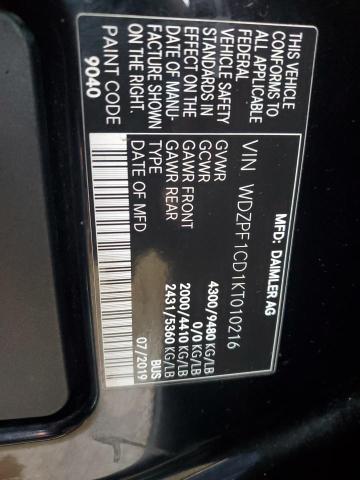 MFD. DAIMLER AG
VIN WDZPF1CD1KT010216
GVWR 4300/9480 KG/LB
GCWR 0/0 KG/LB
GAWR FRONT 2000/4410 KG/LB
GAWR REAR 2431/5360 KG/LB
TYPE BUS
DATE OF MFD 07/2019
THIS VEHICLE
CONFORMS TO
ALL APPLICABLE
FEDERAL
VEHICLE SAFETY
STANDARDS IN
EFFECT ON THE
DATE OF MANU-
FACTURE SHOWN
ON THE RIGHT.
PAINT CODE
9040